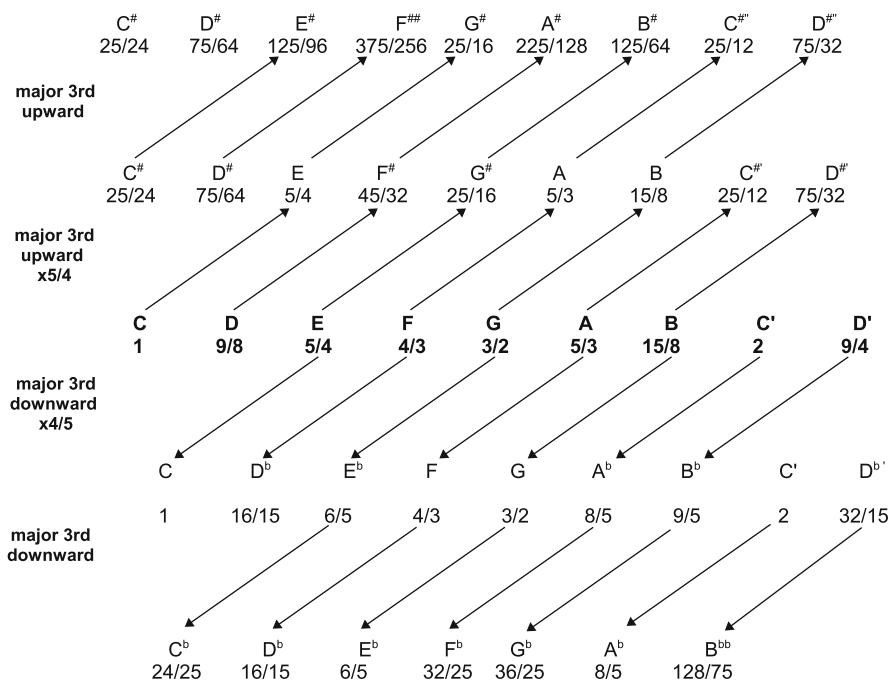 C# D# E# F## G# A# B# C#" D#"
25/24 75/64 125/96 375/256 25/16 225/128 125/64 25/12 75/32
major 3rd
upward
C# D# E F# G# A B C#' D#'
25/24 75/64 5/4 45/32 25/16 5/3 15/8 25/12 75/32
major 3rd
upward
x5/4
C D E F G A B C' D'
1 9/8 5/4 4/3 3/2 5/3 15/8 2 9/4
major 3rd
downward
x4/5
C Db Eb F G Ab Bb C' Db'
1 16/15 6/5 4/3 3/2 8/5 9/5 2 32/15
major 3rd
downward
Cb Db Eb Fb Gb Ab Bbb
24/25 16/15 6/5 32/25 36/25 8/5 128/75